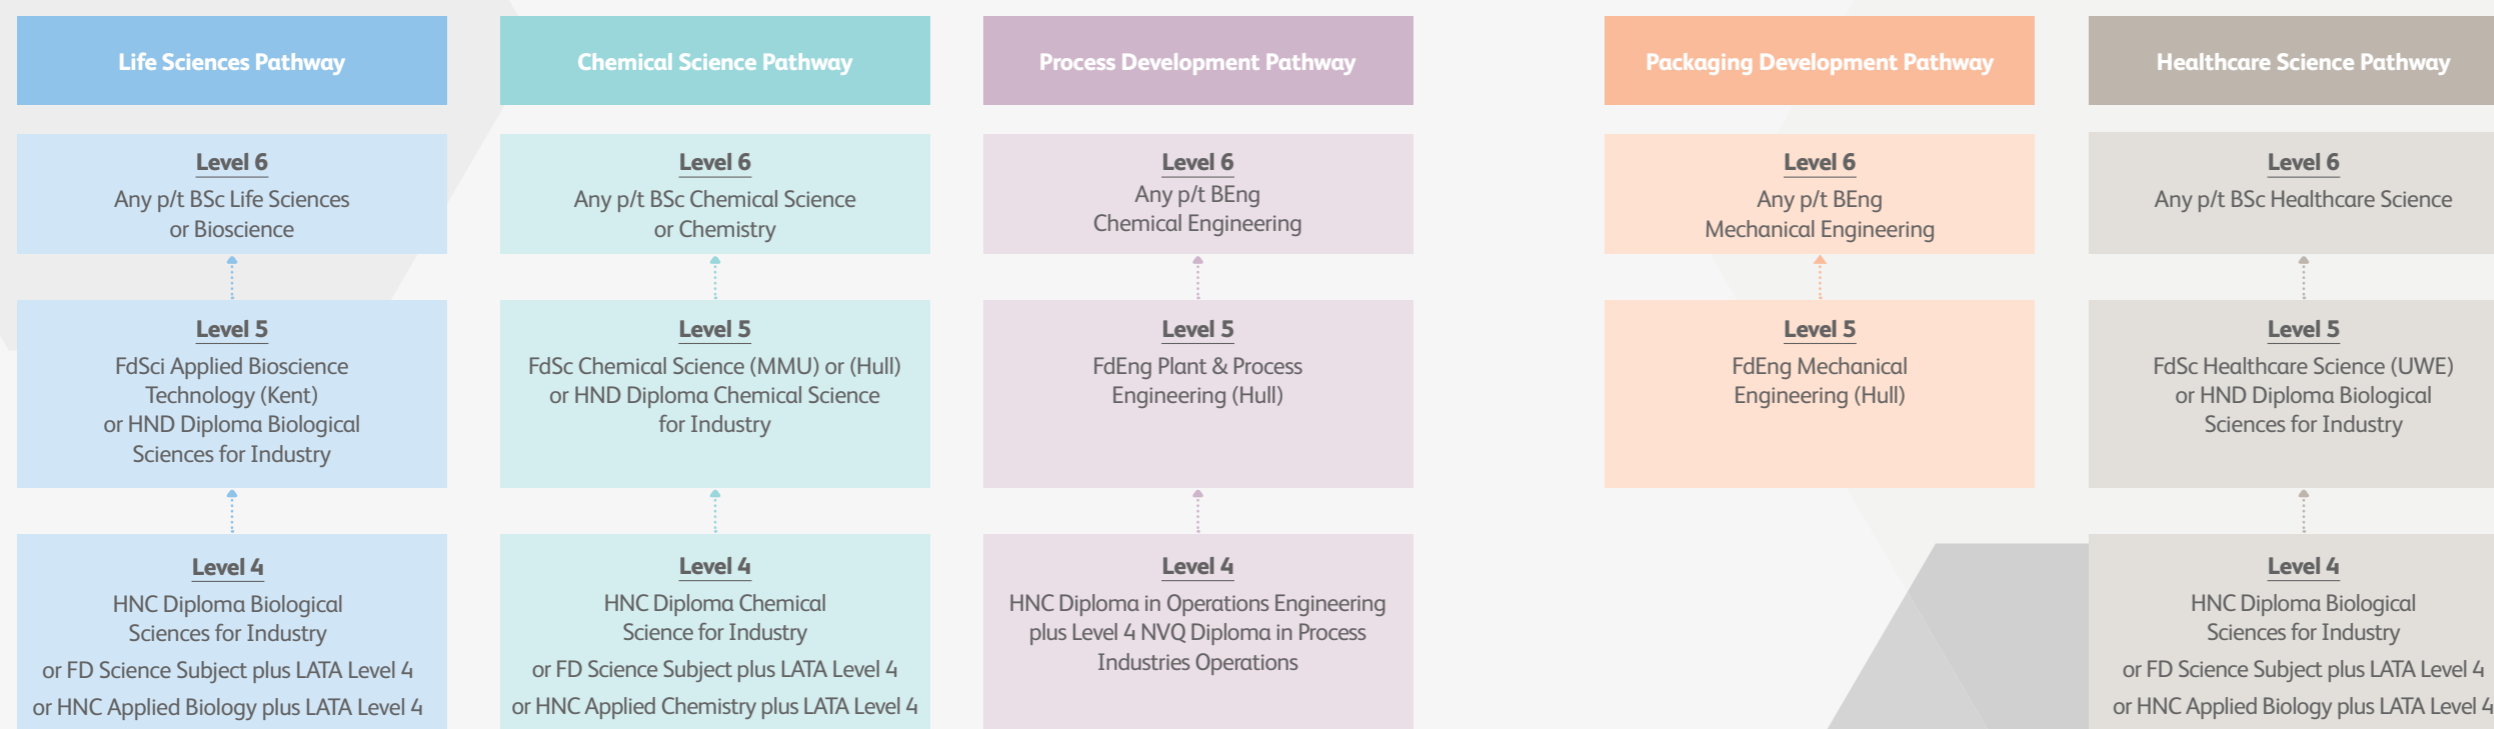 Life Sciences Pathway
Level 6
Any p/t BSc Life Sciences
or Bioscience
Level 5
FdSci Applied Bioscience
Technology (Kent)
or HND Diploma Biological
Sciences for Industry
Level 4
HNC Diploma Biological
Sciences for Industry
or FD Science Subject plus LATA Level 4
or HNC Applied Biology plus LATA Level 4
Chemical Science Pathway
Level 6
Any p/t BSc Chemical Science
or Chemistry
Level 5
FdSc Chemical Science (MMU) or (Hull)
or HND Diploma Chemical Science
for Industry
Level 4
HNC Diploma Chemical
Science for Industry
or FD Science Subject plus LATA Level 4
or HNC Applied Chemistry plus LATA Level 4
Process Development Pathway
Level 6
Any p/t BEng
Chemical Engineering
Level 5
FdEng Plant & Process
Engineering (Hull)
Level 4
HNC Diploma in Operations Engineering
plus Level 4 NVQ Diploma in Process
Industries Operations
Packaging Development Pathway
Level 6
Any p/t BEng
Mechanical Engineering
Level 5
FdEng Mechanical
Engineering (Hull)
Healthcare Science Pathway
Level 6
Any p/t BSc Healthcare Science
Level 5
FdSc Healthcare Science (UWE)
or HND Diploma Biological
Sciences for Industry
Level 4
HNC Diploma Biological
Sciences for Industry
or FD Science Subject plus LATA Level 4
or HNC Applied Biology plus LATA Level 4